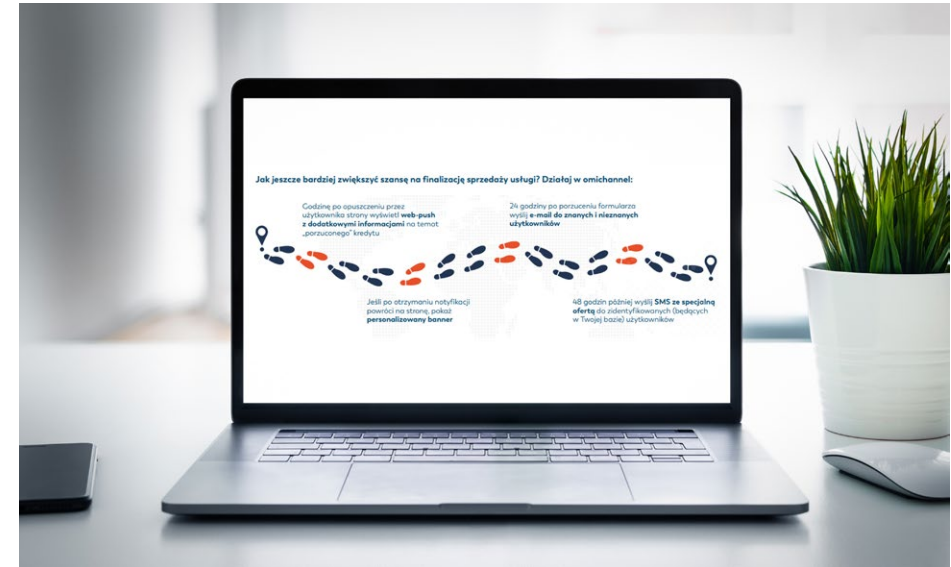 Jak jeszcze bardziej zwiększyć szansę na finalizację sprzedaży usługi? Działaj w omichannel:
Godzinę po opuszczeniu przez
użytkownika strony wyświetl web-push
z dodatkowymi informacjami na temat
„porzuconego" kredytu
24 godziny po porzuceniu formularza
wyślij e-mail do znanych i nieznanych
użytkowników
Jeśli po otrzymaniu notyfikacji
powróci na stronę, pokaż
personalizowany banner
48 godzin później wyślij SMS ze specjalną
ofertą do zidentyfikowanych (będących
w Twojej bazie) użytkowników